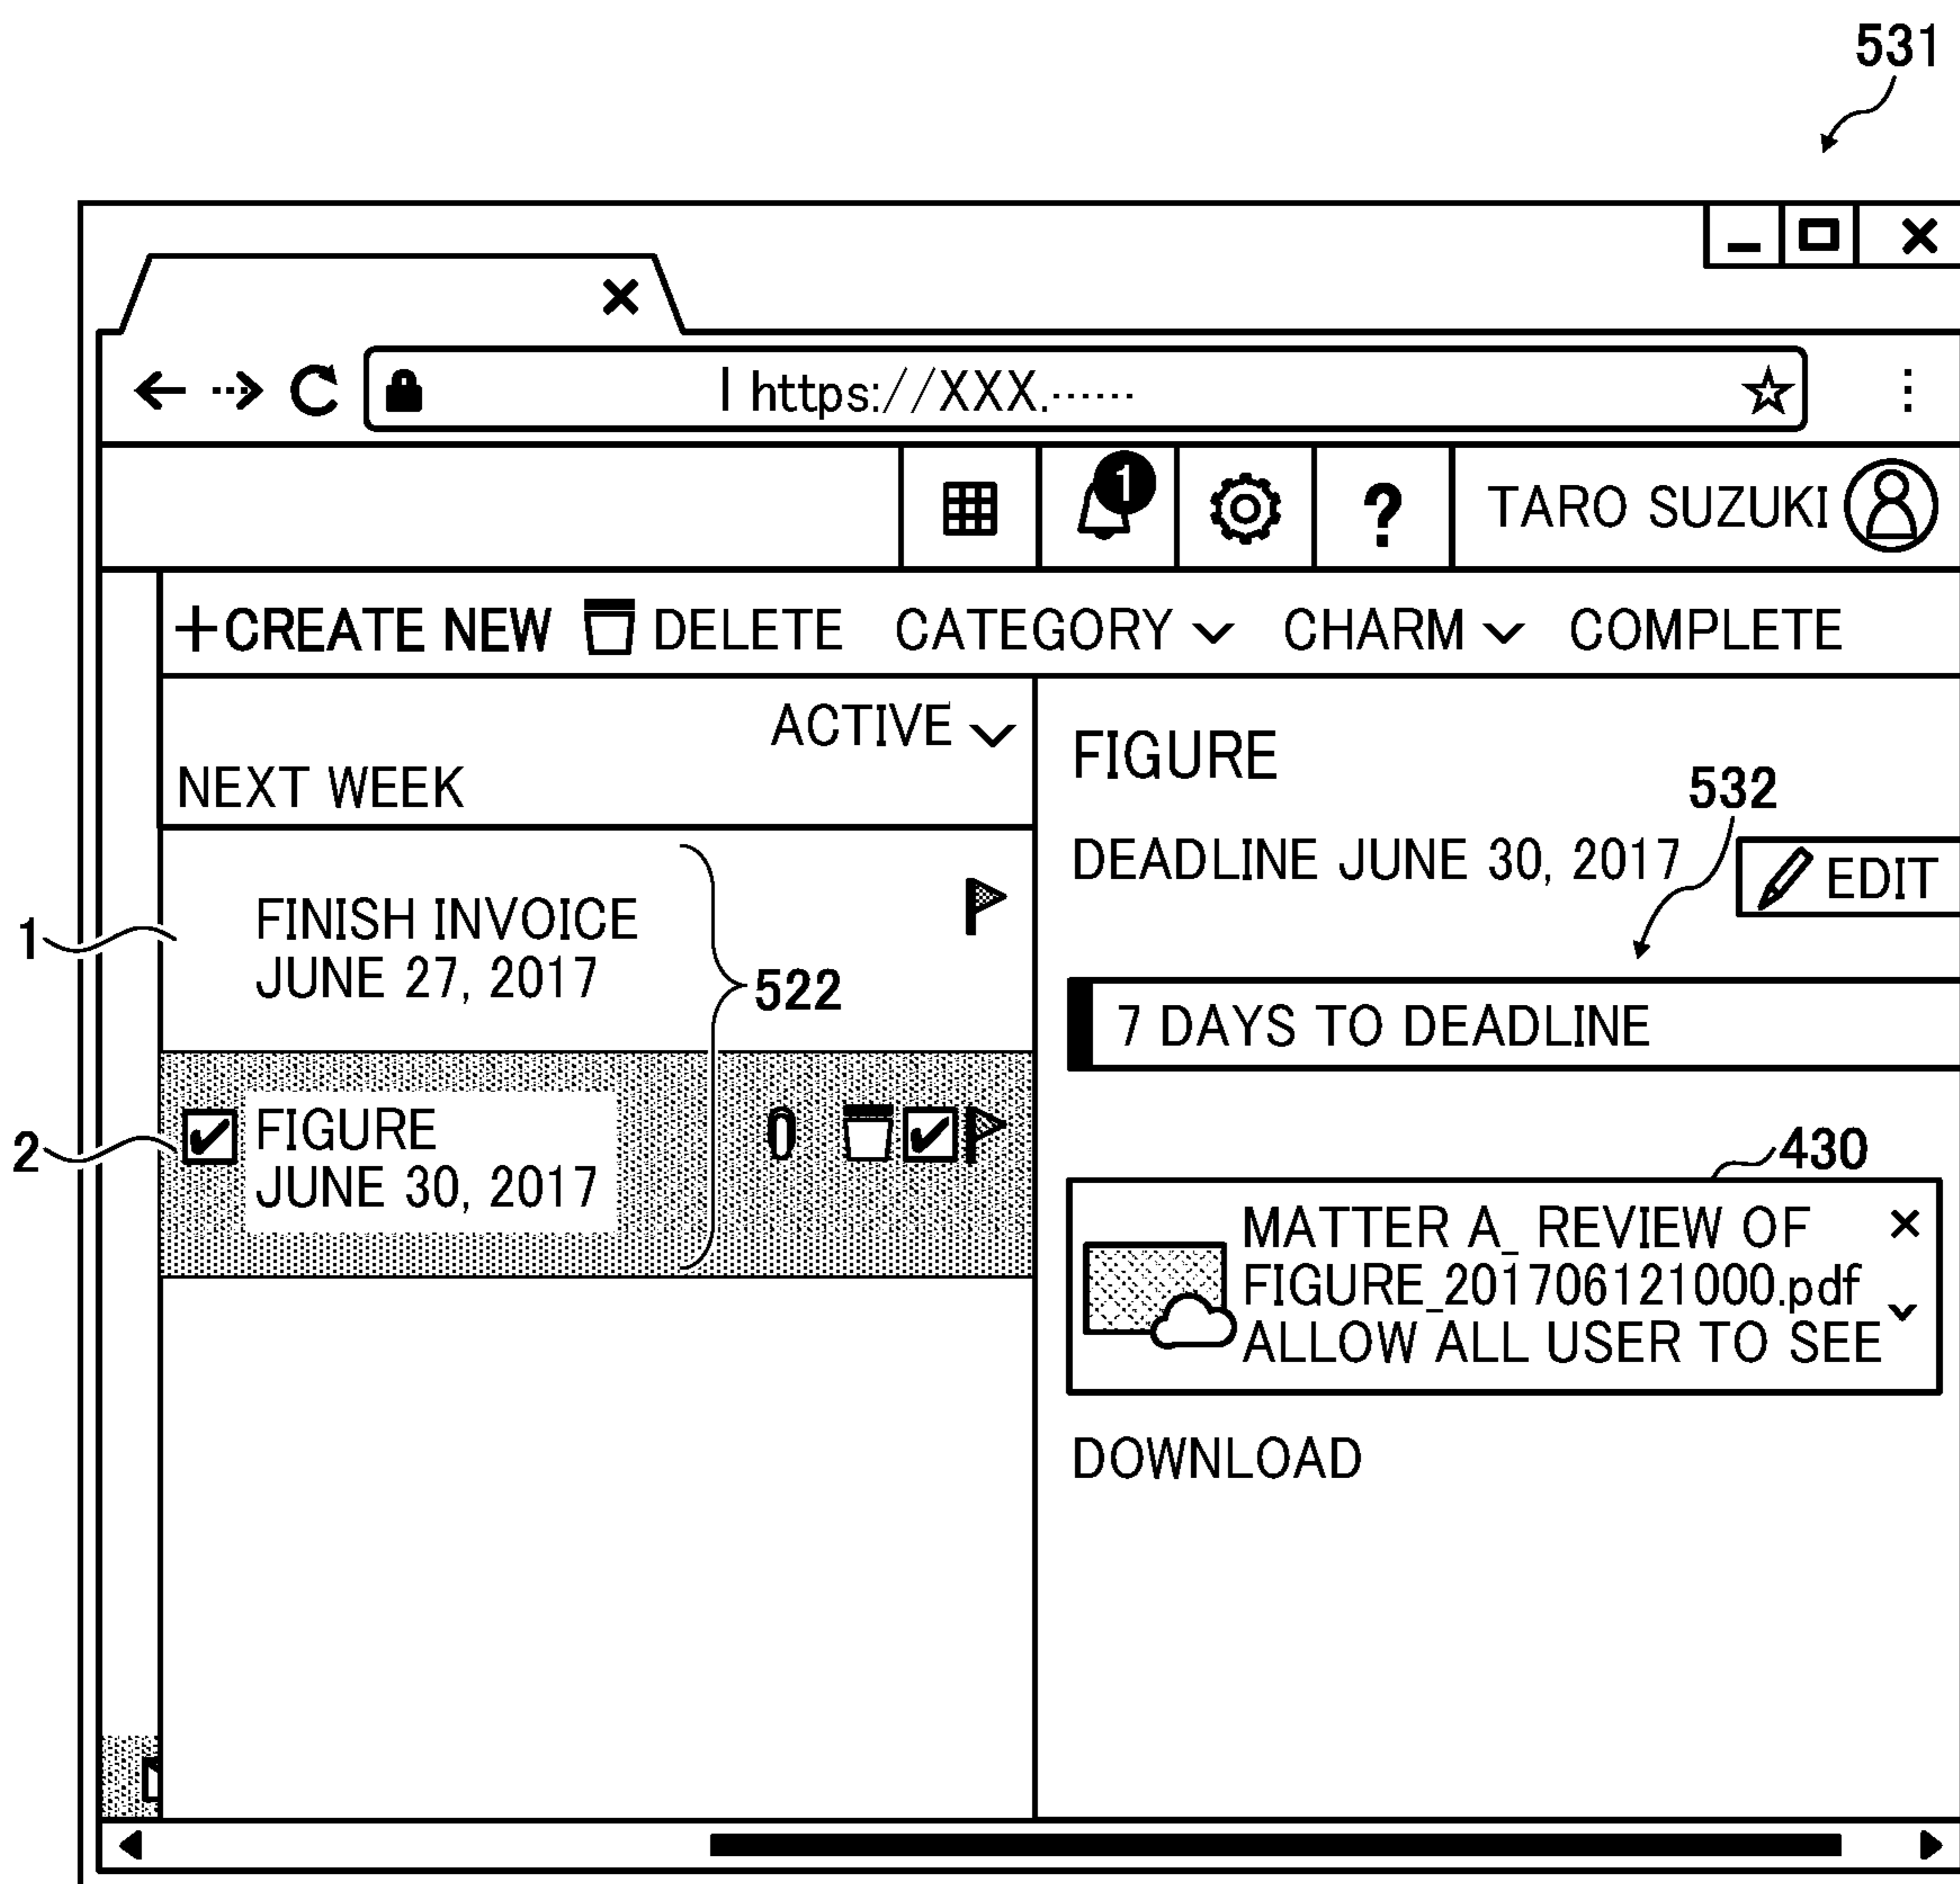 531
https://XXX.······
1
?
TARO SUZUKI
+CREATE NEW DELETE CATEGORY CHARM COMPLETE
ACTIVE
NEXT WEEK
1
FINISH INVOICE
JUNE 27, 2017
522
2
FIGURE
JUNE 30, 2017
FIGURE
532
DEADLINE JUNE 30, 2017
EDIT
7 DAYS TO DEADLINE
430
MATTER A_ REVIEW OF
FIGURE_201706121000.pdf
ALLOW ALL USER TO SEE
DOWNLOAD